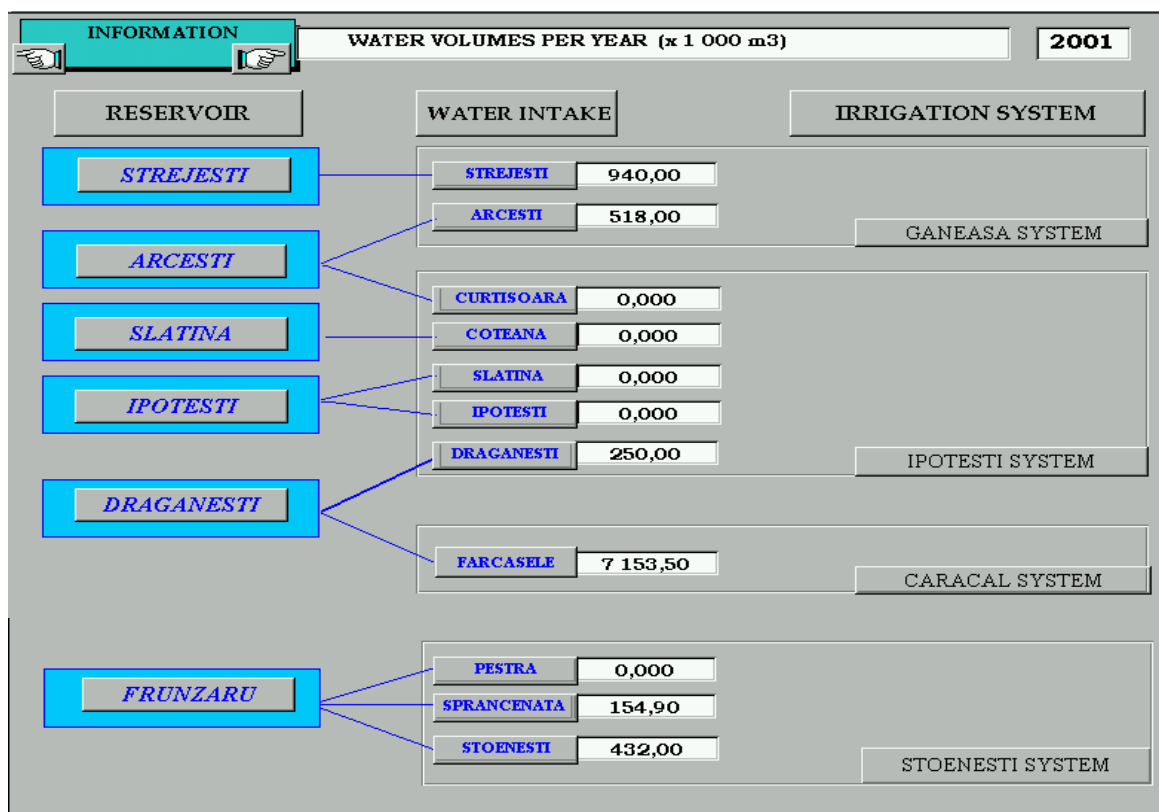 INFORMATION
WATER VOLUMES PER YEAR (x 1 000 m3)
2001
RESERVOIR
WATER INTAKE
IRRIGATION SYSTEM
STREJESTI
STREJESTI 940,00
ARCESTI 518,00
GANEASA SYSTEM
ARCESTI
CURTISOARA 0,000
SLATINA
COTEANA 0,000
SLATINA 0,000
IPOTESTI
IPOTESTI 0,000
DRAGANESTI 250,00
IPOTESTI SYSTEM
DRAGANESTI
FARCASELE 7 153,50
CARACAL SYSTEM
PESTRA 0,000
FRUNZARU
SPRANCENATA 154,90
STOENESTI 432,00
STOENESTI SYSTEM